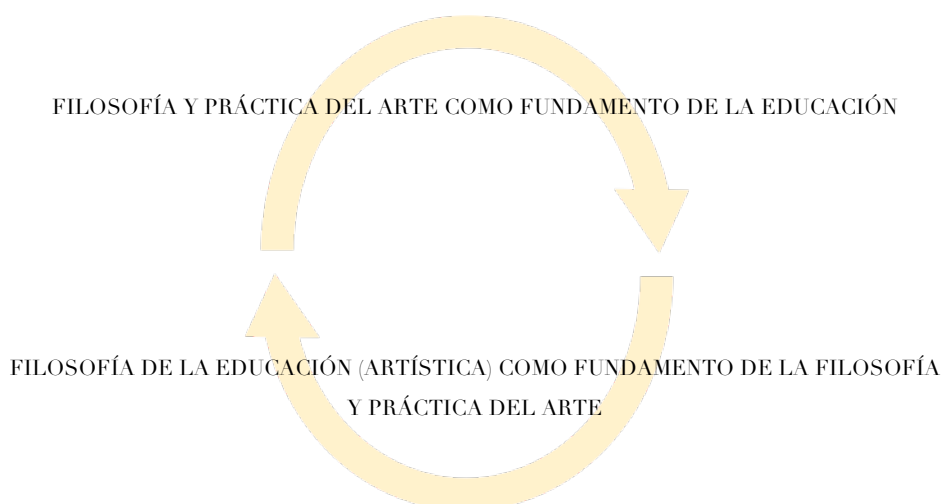 FILOSOFÍA Y PRÁCTICA DEL ARTE COMO FUNDAMENTO DE LA EDUCACIÓN
FILOSOFÍA DE LA EDUCACIÓN (ARTÍSTICA) COMO FUNDAMENTO DE LA FILOSOFÍA
Y PRÁCTICA DEL ARTE